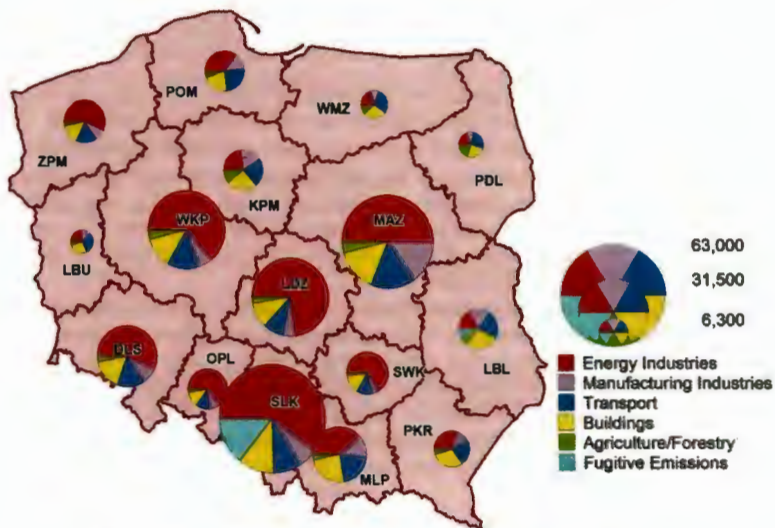 POM
WMZ
ZPM
PDL
KPM
WKP
MAZ
LBU
LDZ
DLS
OPL
SWK
LBL
SLK
PKR
MLP
63,000
31,500
6,300
Energy Industries
Manufacturing Industries
Transport
Buildings
Agriculture/Forestry
Fugitive Emissions